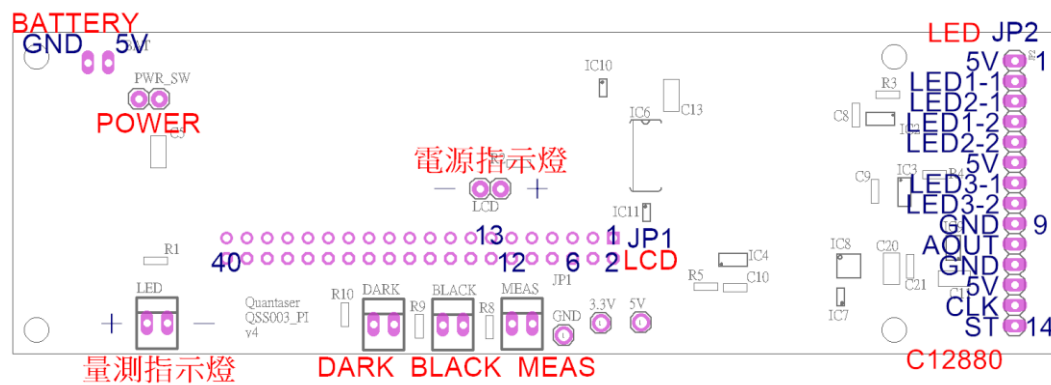 BATTERY
GND 5V
PWR_SW
POWER
C5
IC10
C13
IC6
電源指示燈
LCD
IC11
13 1 JP1
40 12 6 2 LCD
JP1
R1
LED
Quantaser
QSS003_PI
v4
R10
DARK
R9
BLACK
R8
MEAS
GND
3.3V
5V
量測指示燈
DARK BLACK MEAS
R5
C10
IC4
IC8
IC7
C20
C21
C9
IC3
R4
C8
R3
LED JP2
JP2
5V 1
LED1-1
LED2-1
LED1-2
LED2-2
5V
LED3-1
LED3-2
GND 9
AOUT
GND
5V
CLK
ST 14
C12880